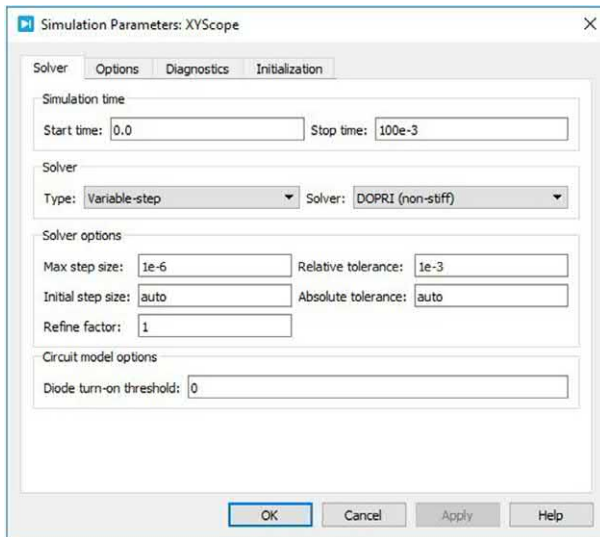 Simulation Parameters: XYScope
Solver Options Diagnostics Initialization
Simulation time
Start time: 0.0 Stop time: 100e-3
Solver
Type: Variable-step Solver: DOPRI (non-stiff)
Solver options
Max step size: 1e-6 Relative tolerance: 1e-3
Initial step size: auto Absolute tolerance: auto
Refine factor: 1
Circuit model options
Diode turn-on threshold: 0
OK Cancel Apply Help